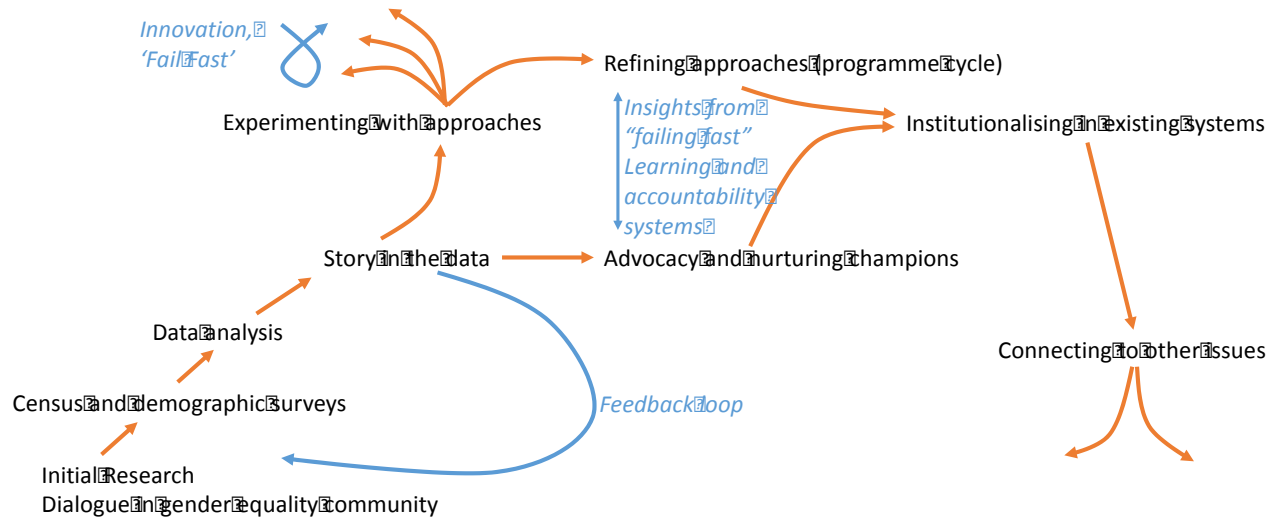 Innovation,
‘Fail Fast’
Refining approaches (programme cycle)
Experimenting with approaches
Insights from
“failing fast”
Learning and
accountability
systems
Institutionalising in existing systems
Story in the data
Advocacy and nurturing champions
Data analysis
Connecting to other issues
Census and demographic surveys
Feedback loop
Initial Research
Dialogue in gender equality community